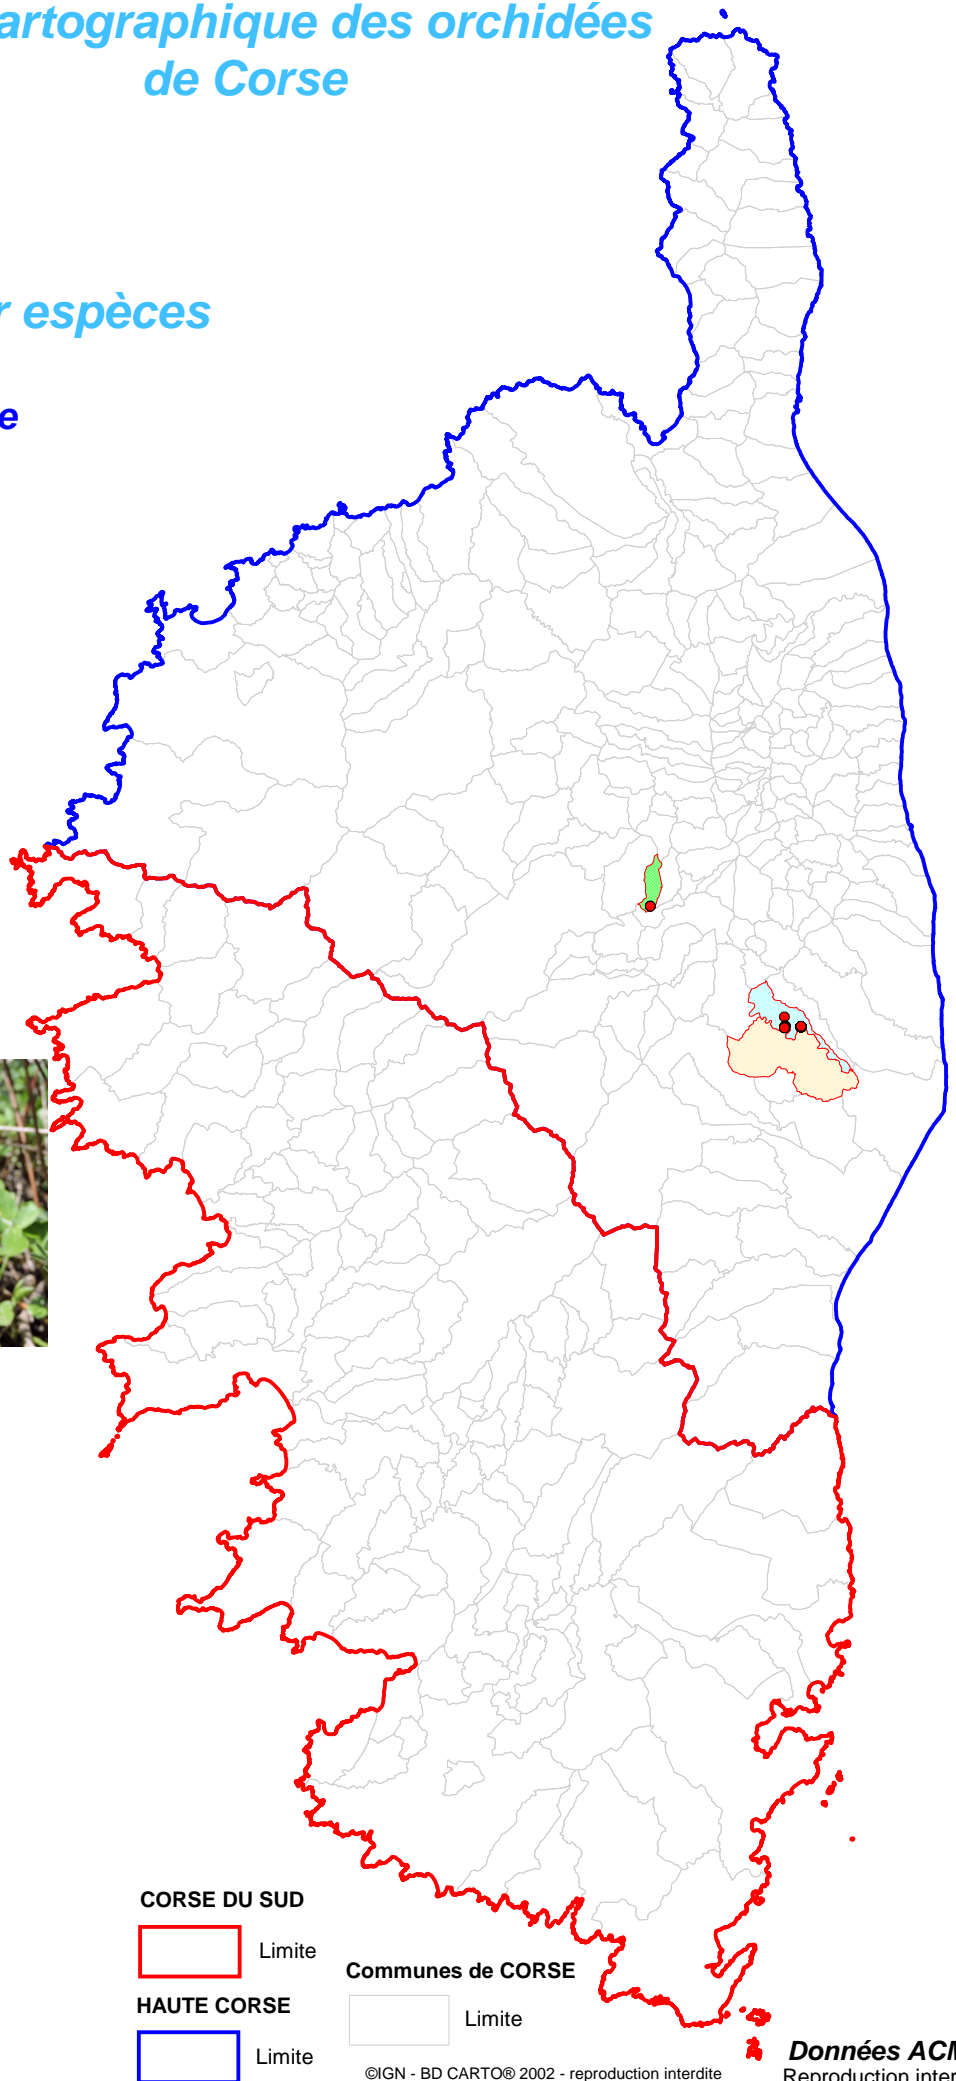 artographique des orchidées
de Corse
r espèces
e
CORSE DU SUD
Limite
Communes de CORSE
HAUTE CORSE
Limite
Limite
©IGN - BD CARTO® 2002 - reproduction interdite
Données ACM
Reproduction inter